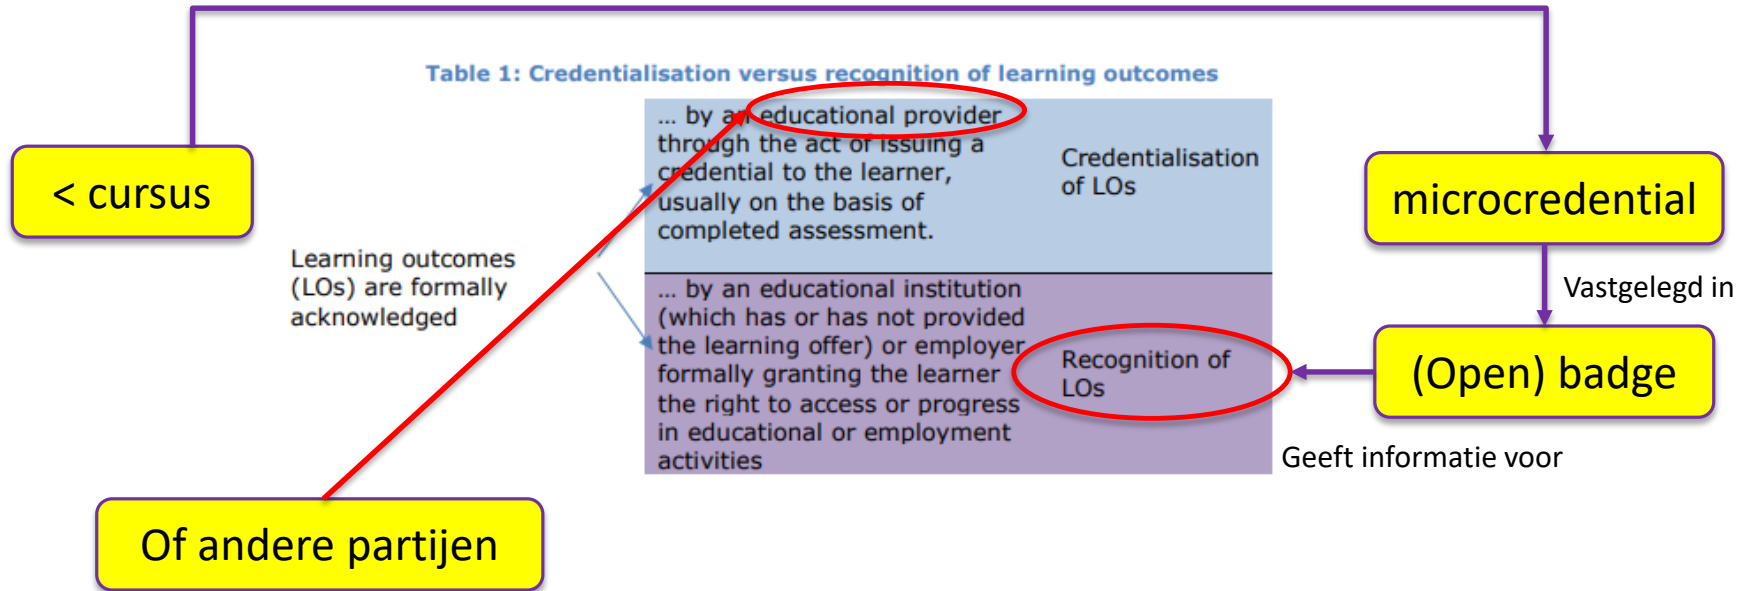 Table 1: Credentialisation versus recognition of learning outcomes
< cursus
Learning outcomes
(LOs) are formally
acknowledged
... by an educational provider
through the act of issuing a
credential to the learner,
usually on the basis of
completed assessment.
Credentialisation
of LOs
... by an educational institution
(which has or has not provided
the learning offer) or employer
formally granting the learner
the right to access or progress
in educational or employment
activities
Recognition of
LOs
microcredential
Vastgelegd in
(Open) badge
Geeft informatie voor
Of andere partijen